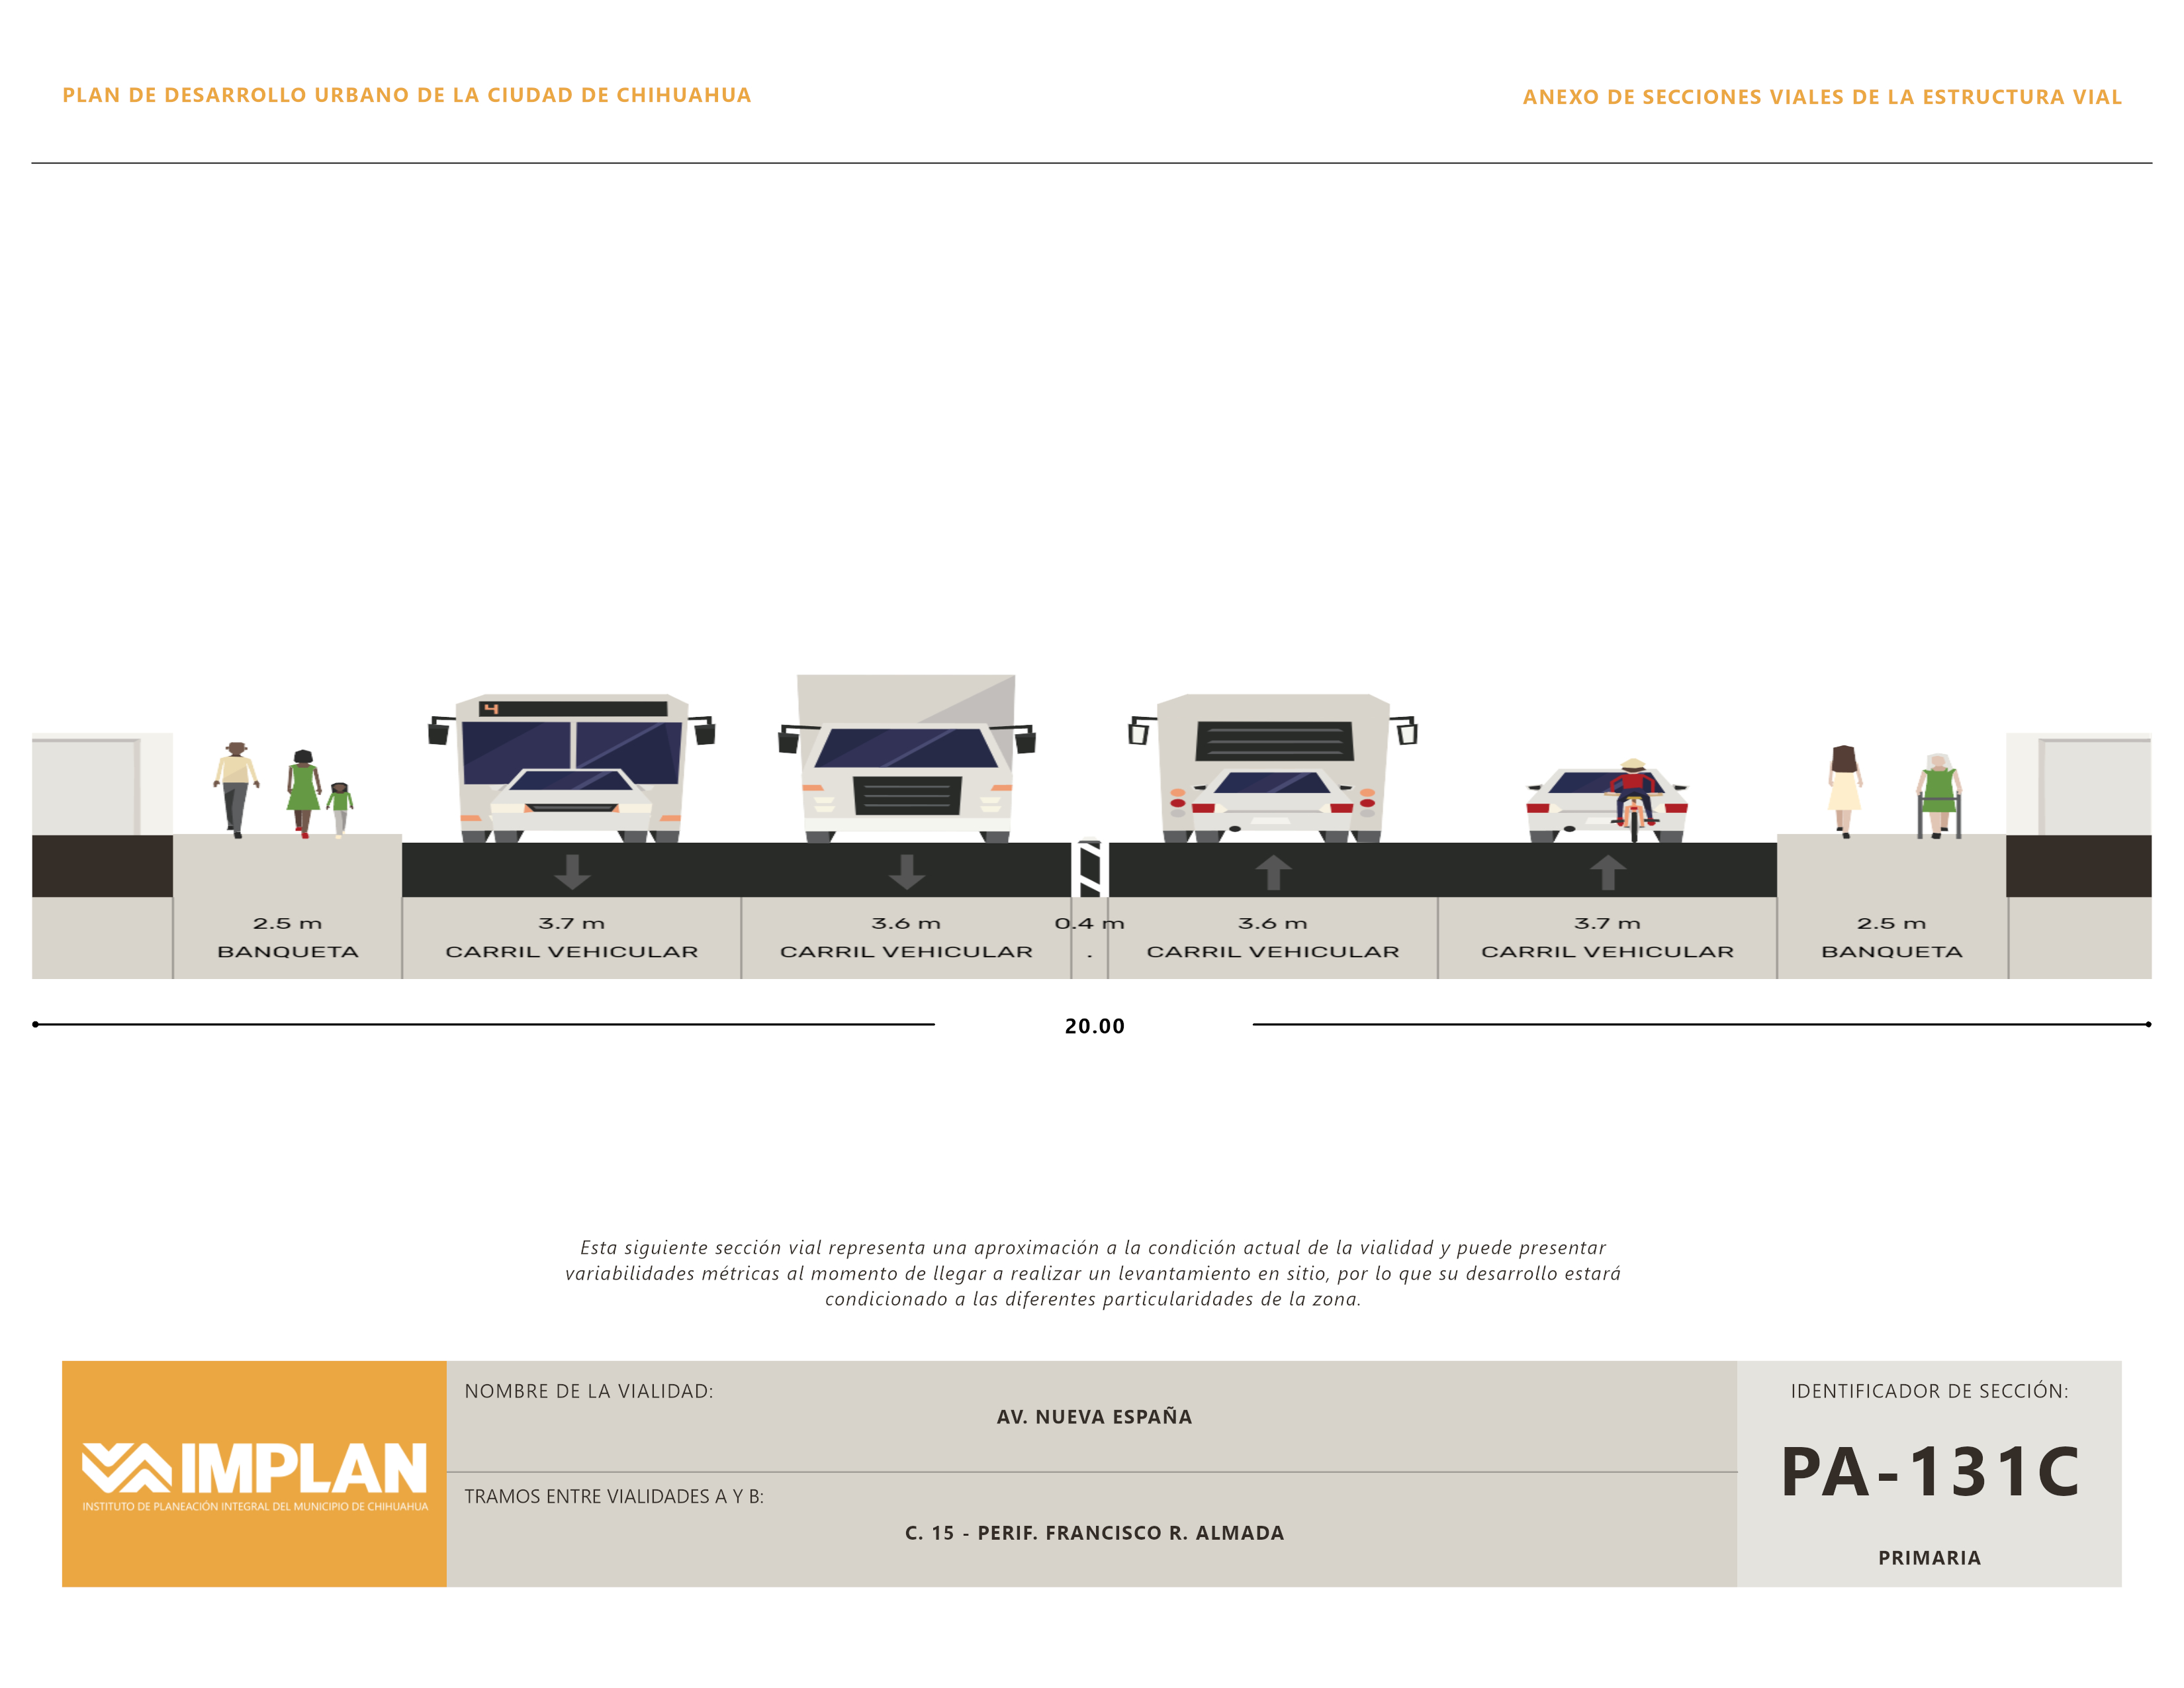 PLAN DE DESARROLLO URBANO DE LA CIUDAD DE CHIHUAHUA
ANEXO DE SECCIONES VIALES DE LA ESTRUCTURA VIAL
4
2.5 m
BANQUETA
3.7 m
CARRIL VEHICULAR
3.6 m
CARRIL VEHICULAR
0.4 m
.
3.6 m
CARRIL VEHICULAR
3.7 m
CARRIL VEHICULAR
2.5 m
BANQUETA
20.00
Esta siguiente sección vial representa una aproximación a la condición actual de la vialidad y puede presentar
variabilidades métricas al momento de llegar a realizar un levantamiento en sitio, por lo que su desarrollo estará
condicionado a las diferentes particularidades de la zona.
IMPLAN
INSTITUTO DE PLANEACIÓN INTEGRAL DEL MUNICIPIO DE CHIHUAHUA
NOMBRE DE LA VIALIDAD:
AV. NUEVA ESPAÑA
TRAMOS ENTRE VIALIDADES A Y B:
C. 15 - PERIF. FRANCISCO R. ALMADA
IDENTIFICADOR DE SECCIÓN:
PA-131C
PRIMARIA